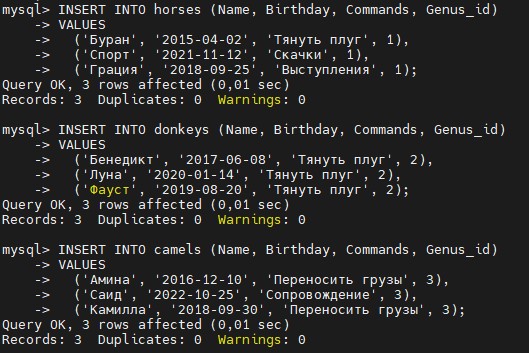 mysql> INSERT INTO horses (Name, Birthday, Commands, Genus_id)
    -> VALUES
    ->   ('Буран', '2015-04-02', 'Тянуть плуг', 1),
    ->   ('Спорт', '2021-11-12', 'Скачки', 1),
    ->   ('Грация', '2018-09-25', 'Выступления', 1);
Query OK, 3 rows affected (0,01 sec)
Records: 3  Duplicates: 0  Warnings: 0

mysql> INSERT INTO donkeys (Name, Birthday, Commands, Genus_id)
    -> VALUES
    ->   ('Бенедикт', '2017-06-08', 'Тянуть плуг', 2),
    ->   ('Луна', '2020-01-14', 'Тянуть плуг', 2),
    ->   ('Фауст', '2019-08-20', 'Тянуть плуг', 2);
Query OK, 3 rows affected (0,01 sec)
Records: 3  Duplicates: 0  Warnings: 0

mysql> INSERT INTO camels (Name, Birthday, Commands, Genus_id)
    -> VALUES
    ->   ('Амина', '2016-12-10', 'Переносить грузы', 3),
    ->   ('Саид', '2022-10-25', 'Сопровождение', 3),
    ->   ('Камилла', '2018-09-30', 'Переносить грузы', 3);
Query OK, 3 rows affected (0,01 sec)
Records: 3  Duplicates: 0  Warnings: 0